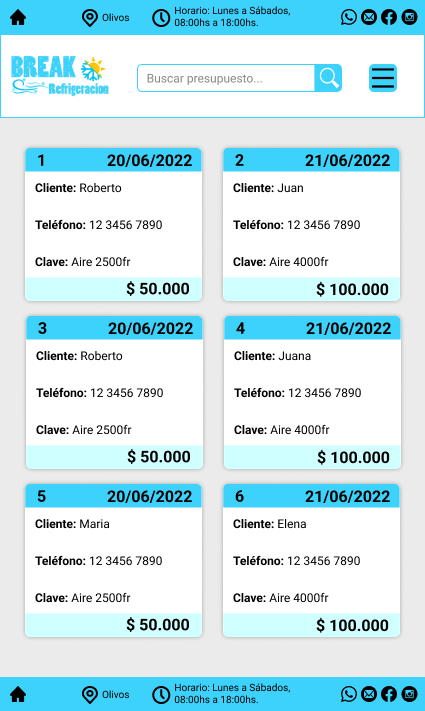 Olivos
Horario: Lunes a Sábados,
08:00hs a 18:00hs.
BREAK
Refrigeracion
Buscar presupuesto...
1 20/06/2022
Cliente: Roberto
Teléfono: 12 3456 7890
Clave: Aire 2500fr
$ 50.000
2 21/06/2022
Cliente: Juan
Teléfono: 12 3456 7890
Clave: Aire 4000fr
$ 100.000
3 20/06/2022
Cliente: Roberto
Teléfono: 12 3456 7890
Clave: Aire 2500fr
$ 50.000
4 21/06/2022
Cliente: Juana
Teléfono: 12 3456 7890
Clave: Aire 4000fr
$ 100.000
5 20/06/2022
Cliente: Maria
Teléfono: 12 3456 7890
Clave: Aire 2500fr
$ 50.000
6 21/06/2022
Cliente: Elena
Teléfono: 12 3456 7890
Clave: Aire 4000fr
$ 100.000
Olivos
Horario: Lunes a Sábados,
08:00hs a 18:00hs.